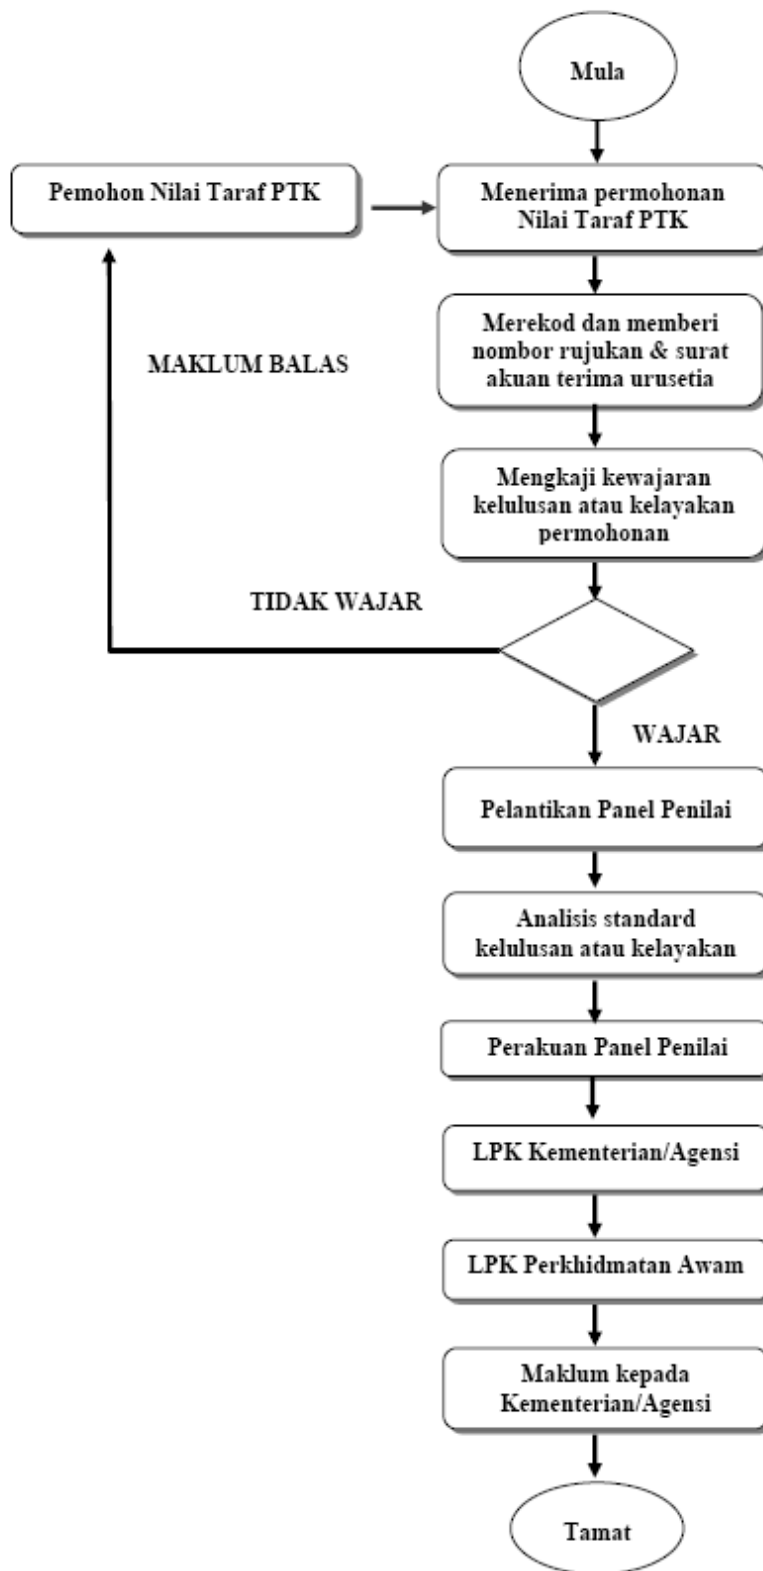 Mula
Pemohon Nilai Taraf PTK
Menerima permohonan
Nilai Taraf PTK
Merekod dan memberi
nombor rujukan & surat
akuan terima urusetia
MAKLUM BALAS
Mengkaji kewajaran
kelulusan atau kelayakan
permohonan
TIDAK WAJAR
WAJAR
Pelantikan Panel Penilai
Analisis standard
kelulusan atau kelayakan
Perakuan Panel Penilai
LPK Kementerian/Agensi
LPK Perkhidmatan Awam
Maklum kepada
Kementerian/Agensi
Tamat